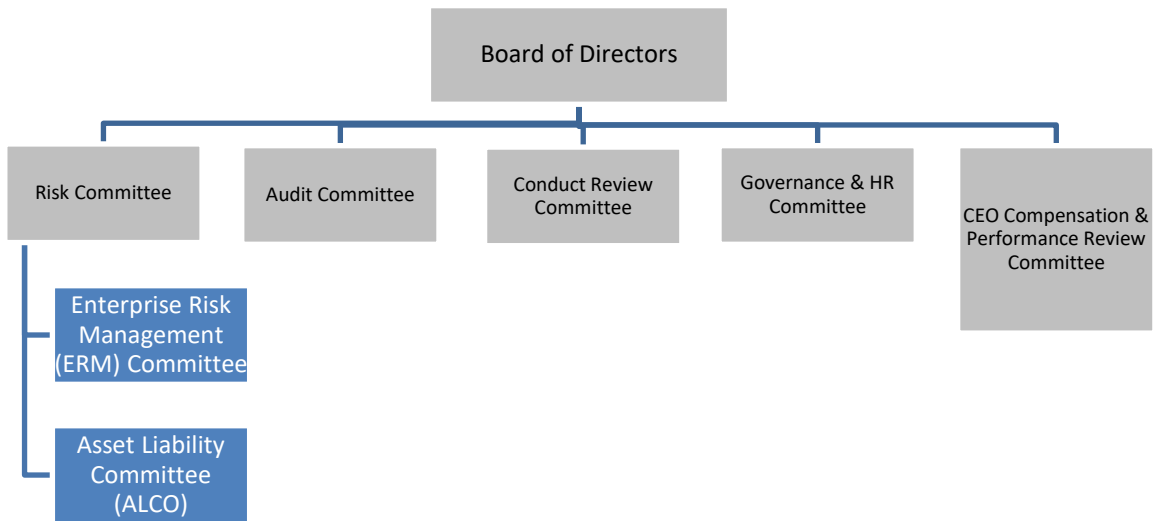 Board of Directors
Risk Committee
Audit Committee
Conduct Review
Committee
Governance & HR
Committee
CEO Compensation &
Performance Review
Committee
Enterprise Risk
Management
(ERM) Committee
Asset Liability
Committee
(ALCO)